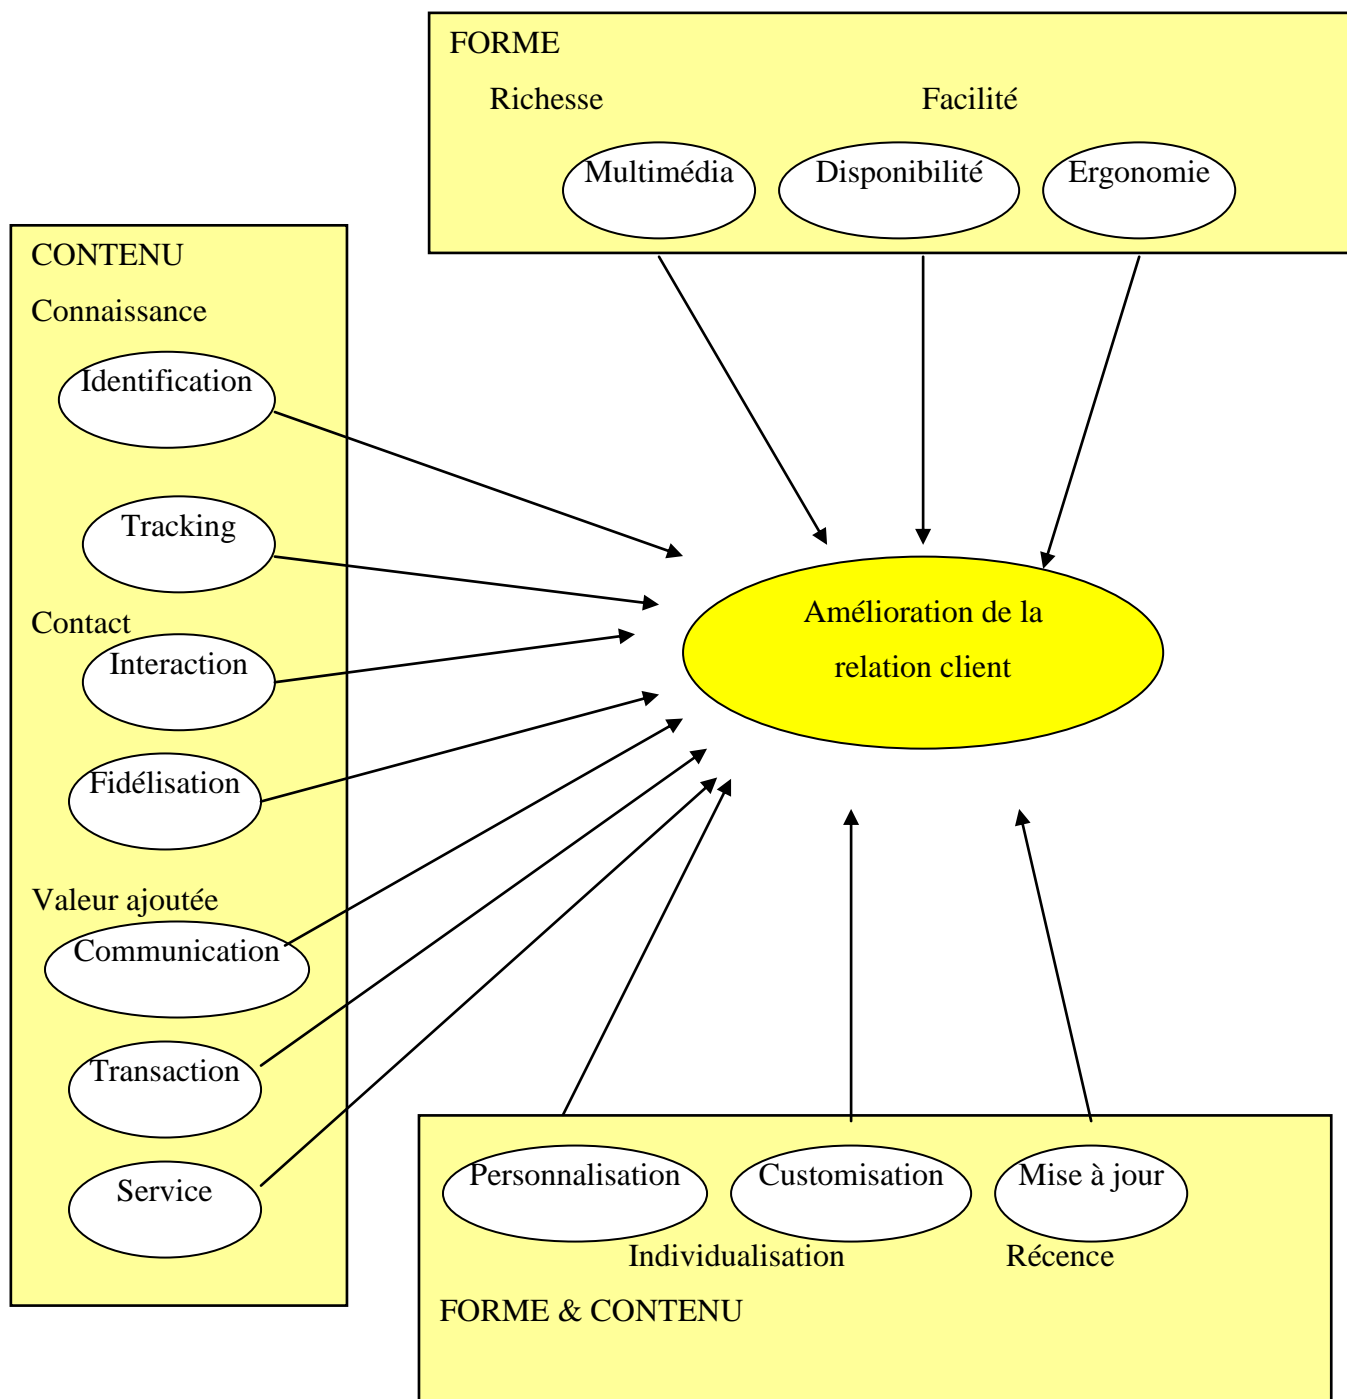 FORME
Richesse Facilité
Multimédia Disponibilité Ergonomie
CONTENU
Connaissance
Identification
Tracking
Contact
Interaction
Fidélisation
Valeur ajoutée
Communication
Transaction
Service
Amélioration de la
relation client
Personnalisation Customisation Mise à jour
Individualisation Récence
FORME & CONTENU